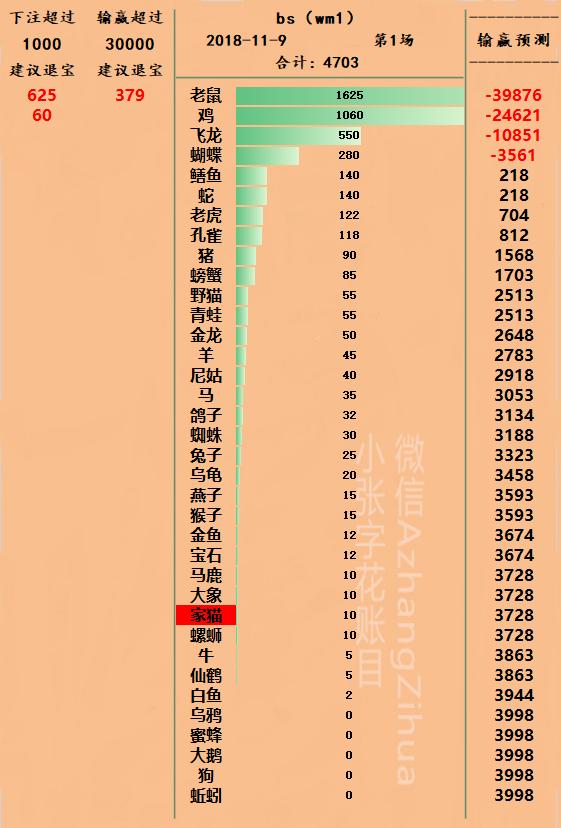 下注超过 输赢超过
1000 30000
建议退宝 建议退宝
625 379
60
bs（wm1）
2018-11-9 第1场
合计：4703
输赢预测
老鼠 1625 -39876
鸡 1060 -24621
飞龙 550 -10851
蝴蝶 280 -3561
鳝鱼 140 218
蛇 140 218
老虎 122 704
孔雀 118 812
猪 90 1568
螃蟹 85 1703
野猫 55 2513
青蛙 55 2513
金龙 50 2648
羊 45 2783
尼姑 40 2918
马 35 3053
鸽子 32 3134
蜘蛛 30 3188
兔子 25 3323
乌龟 20 3458
燕子 15 3593
猴子 15 3593
金鱼 12 3674
宝石 12 3674
马鹿 10 3728
大象 10 3728
家猫 10 3728
螺蛳 10 3728
牛 5 3863
仙鹤 5 3863
白鱼 2 3944
乌鸦 0 3998
蜜蜂 0 3998
大鹅 0 3998
狗 0 3998
蚯蚓 0 3998
微信AzhangZihua
小张字花账目